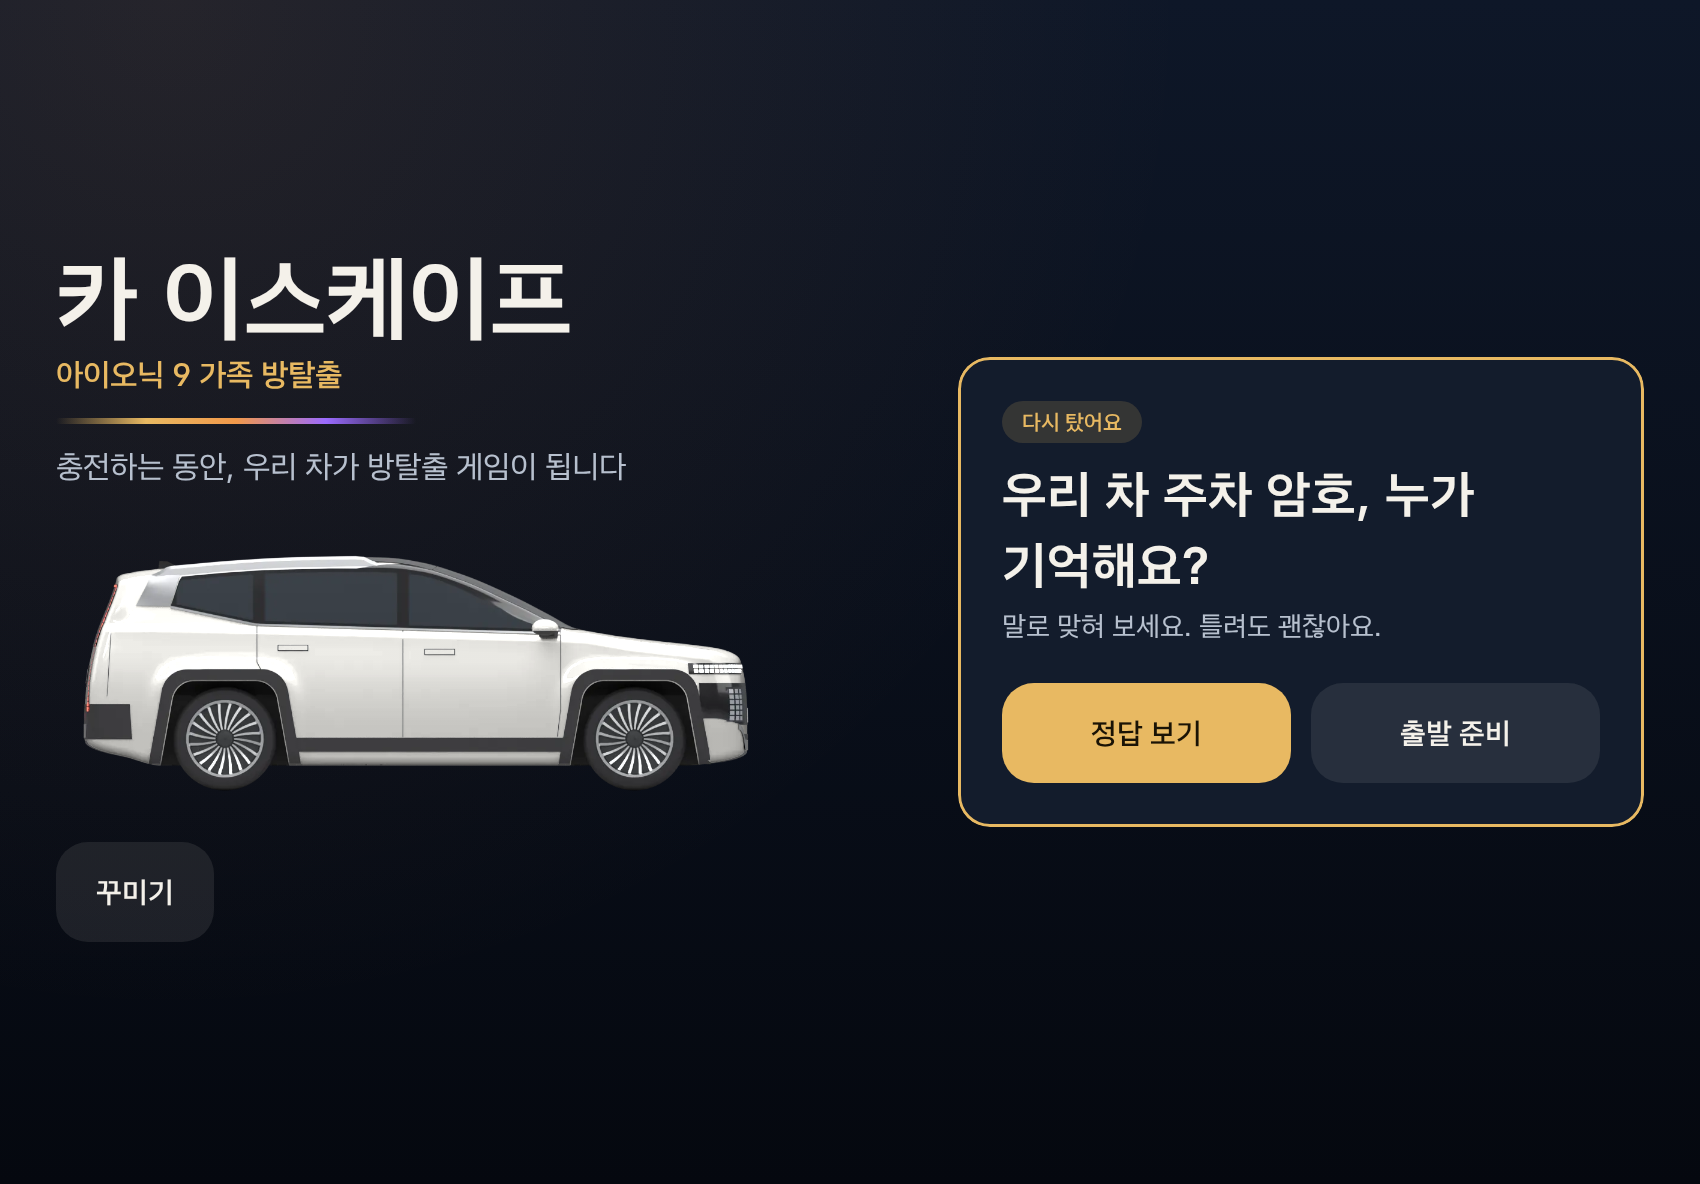 카 이스케이프
아이오닉 9 가족 방탈출
충전하는 동안, 우리 차가 방탈출 게임이 됩니다
꾸미기
다시 탔어요
우리 차 주차 암호, 누가
기억해요?
말로 맞혀 보세요. 틀려도 괜찮아요.
정답 보기
출발 준비